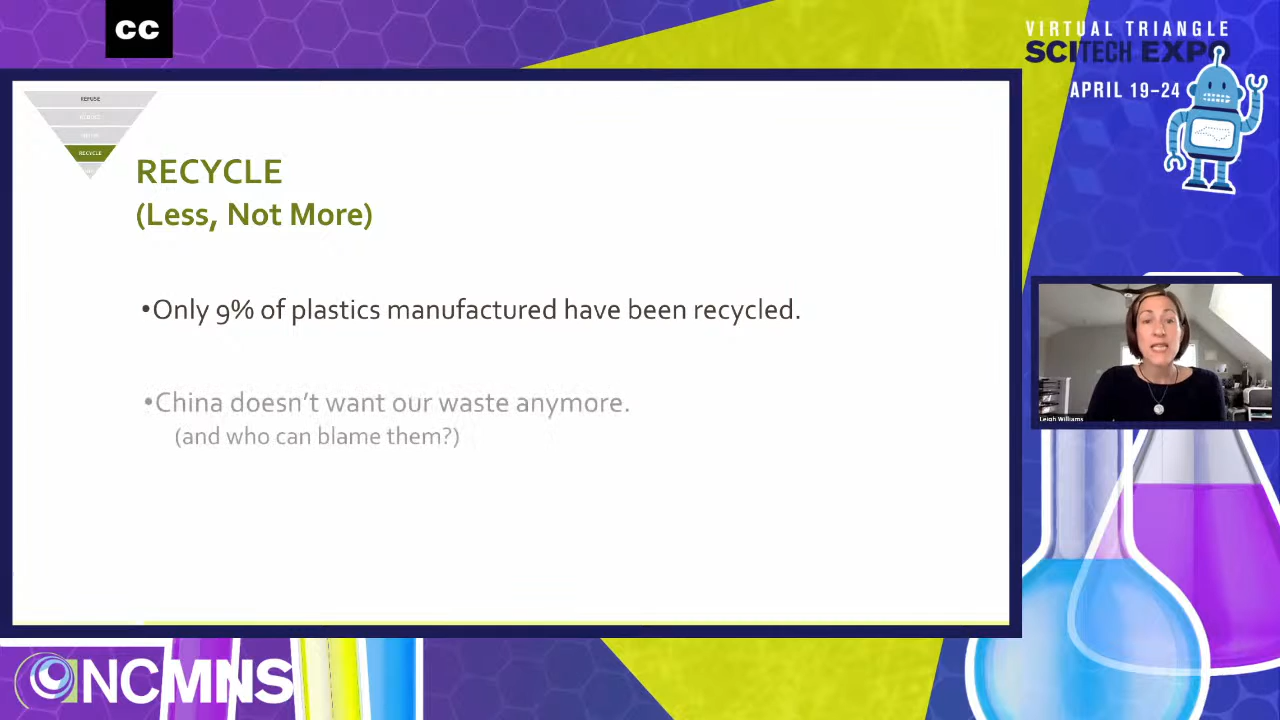 CC
VIRTUAL TRIANGLE
SCITECH EXPO
APRIL 19–24
REFUSE
RECYCLE
RECYCLE
(Less, Not More)
•Only 9% of plastics manufactured have been recycled.
•China doesn’t want our waste anymore.
(and who can blame them?)
Leigh Williams
NCMNS